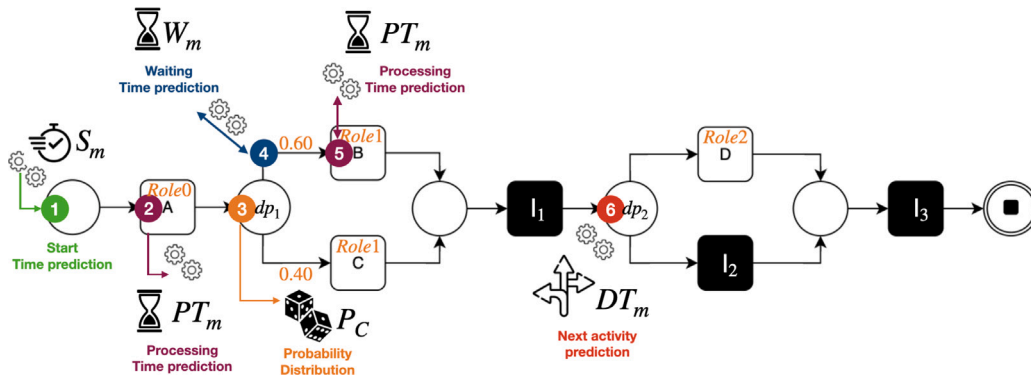 W_m
Waiting
Time prediction
PT_m
Processing
Time prediction
S_m
1
Start
Time prediction
Role0
2
A
PT_m
Processing
Time prediction
3
dp_1
4
0.60
Role1
5
B
Role1
C
0.40
P_C
Probability
Distribution
I_1
6
dp_2
DT_m
Next activity
prediction
Role2
D
I_2
I_3